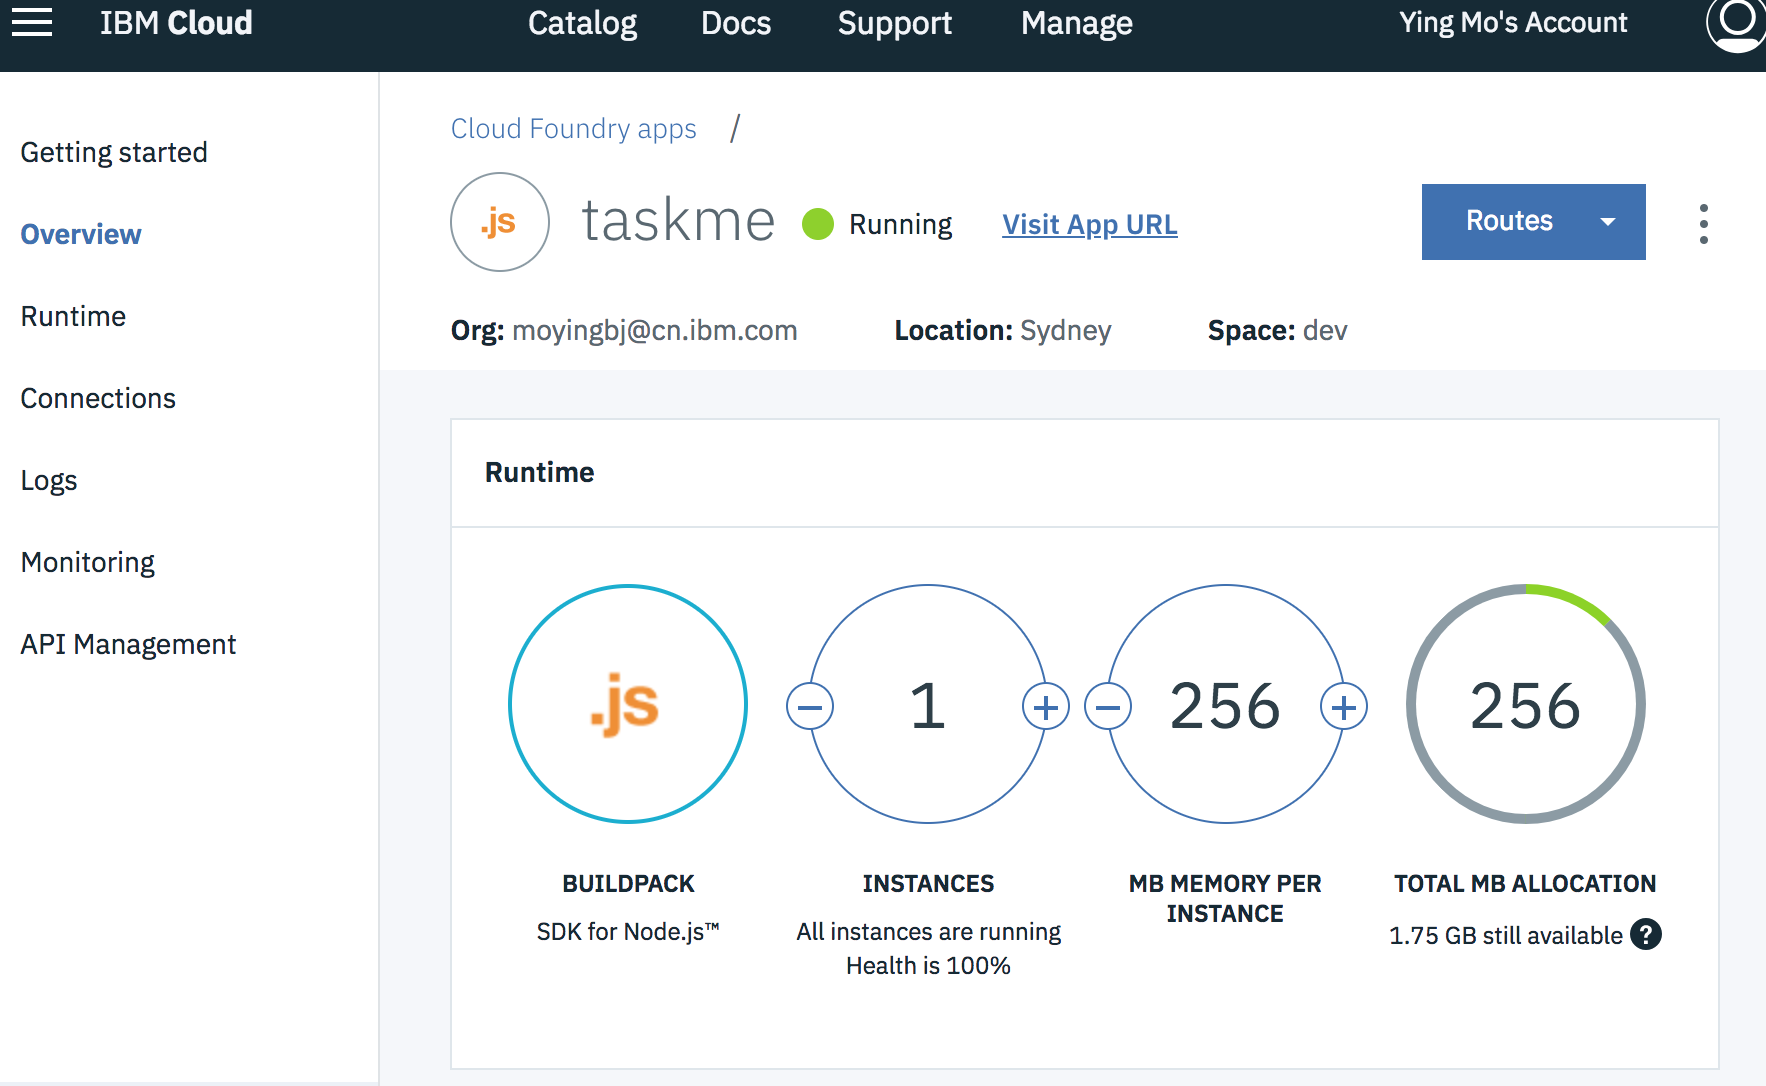 IBM Cloud
Catalog
Docs
Support
Manage
Ying Mo's Account
Getting started
Overview
Runtime
Connections
Logs
Monitoring
API Management
Cloud Foundry apps /
.js
taskme
Running
Visit App URL
Routes
Org: moyingbj@cn.ibm.com
Location: Sydney
Space: dev
Runtime
.js
BUILDPACK
SDK for Node.js™
1
INSTANCES
All instances are running
Health is 100%
256
MB MEMORY PER
INSTANCE
256
TOTAL MB ALLOCATION
1.75 GB still available ?